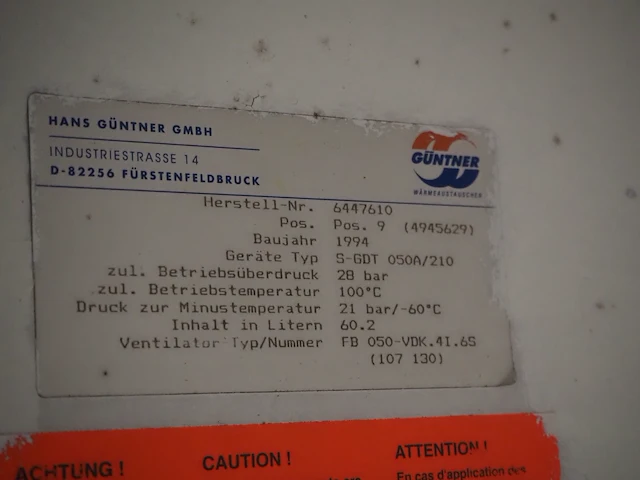 HANS GÜNTNER GMBH
INDUSTRIESTRASSE 14
D-82256 FÜRSTENFELDBRUCK
GÜNTNER
WÄRMEAUSTAUSCHER
Herstell-Nr. 6447610
Pos. Pos. 9 (4945629)
Baujahr 1994
Geräte Typ S-GDT 050A/210
zul. Betriebsüberdruck 28 bar
zul. Betriebstemperatur 100°C
Druck zur Minustemperatur 21 bar/-60°C
Inhalt in Litern 60.2
Ventilator Typ/Nummer FB 050-VDK.4I.6S
(107 130)
ACHTUNG! CAUTION! ATTENTION!
En cas d'application des